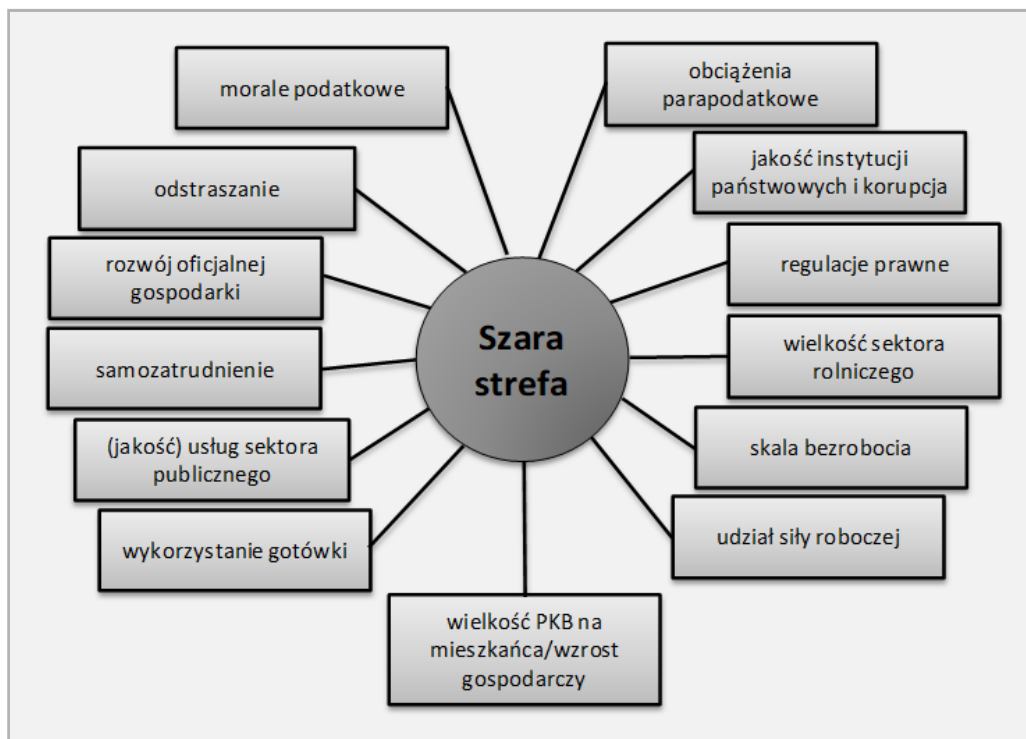 morale podatkowe
obciążenia
parapodatkowe
odstraszanie
jakość instytucji
państwowych i korupcja
rozwój oficjalnej
gospodarki
regulacje prawne
Szara
strefa
samozatrudnienie
wielkość sektora
rolniczego
(jakość) usług sektora
publicznego
skala bezrobocia
wykorzystanie gotówki
udział siły roboczej
wielkość PKB na
mieszkańca/wzrost
gospodarczy